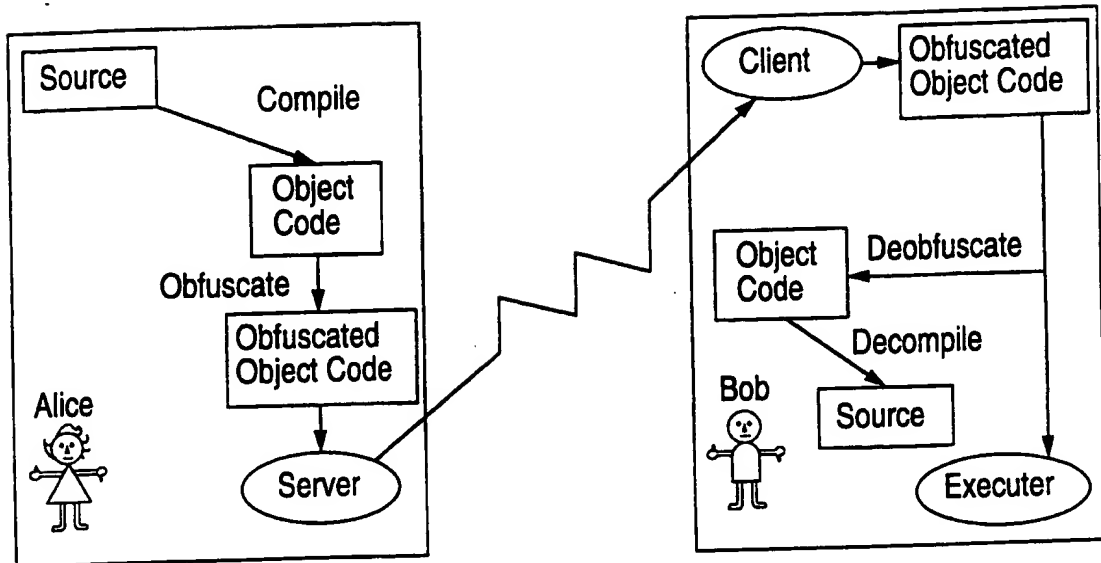 Source
Compile
Object
Code
Obfuscate
Obfuscated
Object Code
Alice
Server
Client
Obfuscated
Object Code
Object
Code
Deobfuscate
Decompile
Bob
Source
Executer